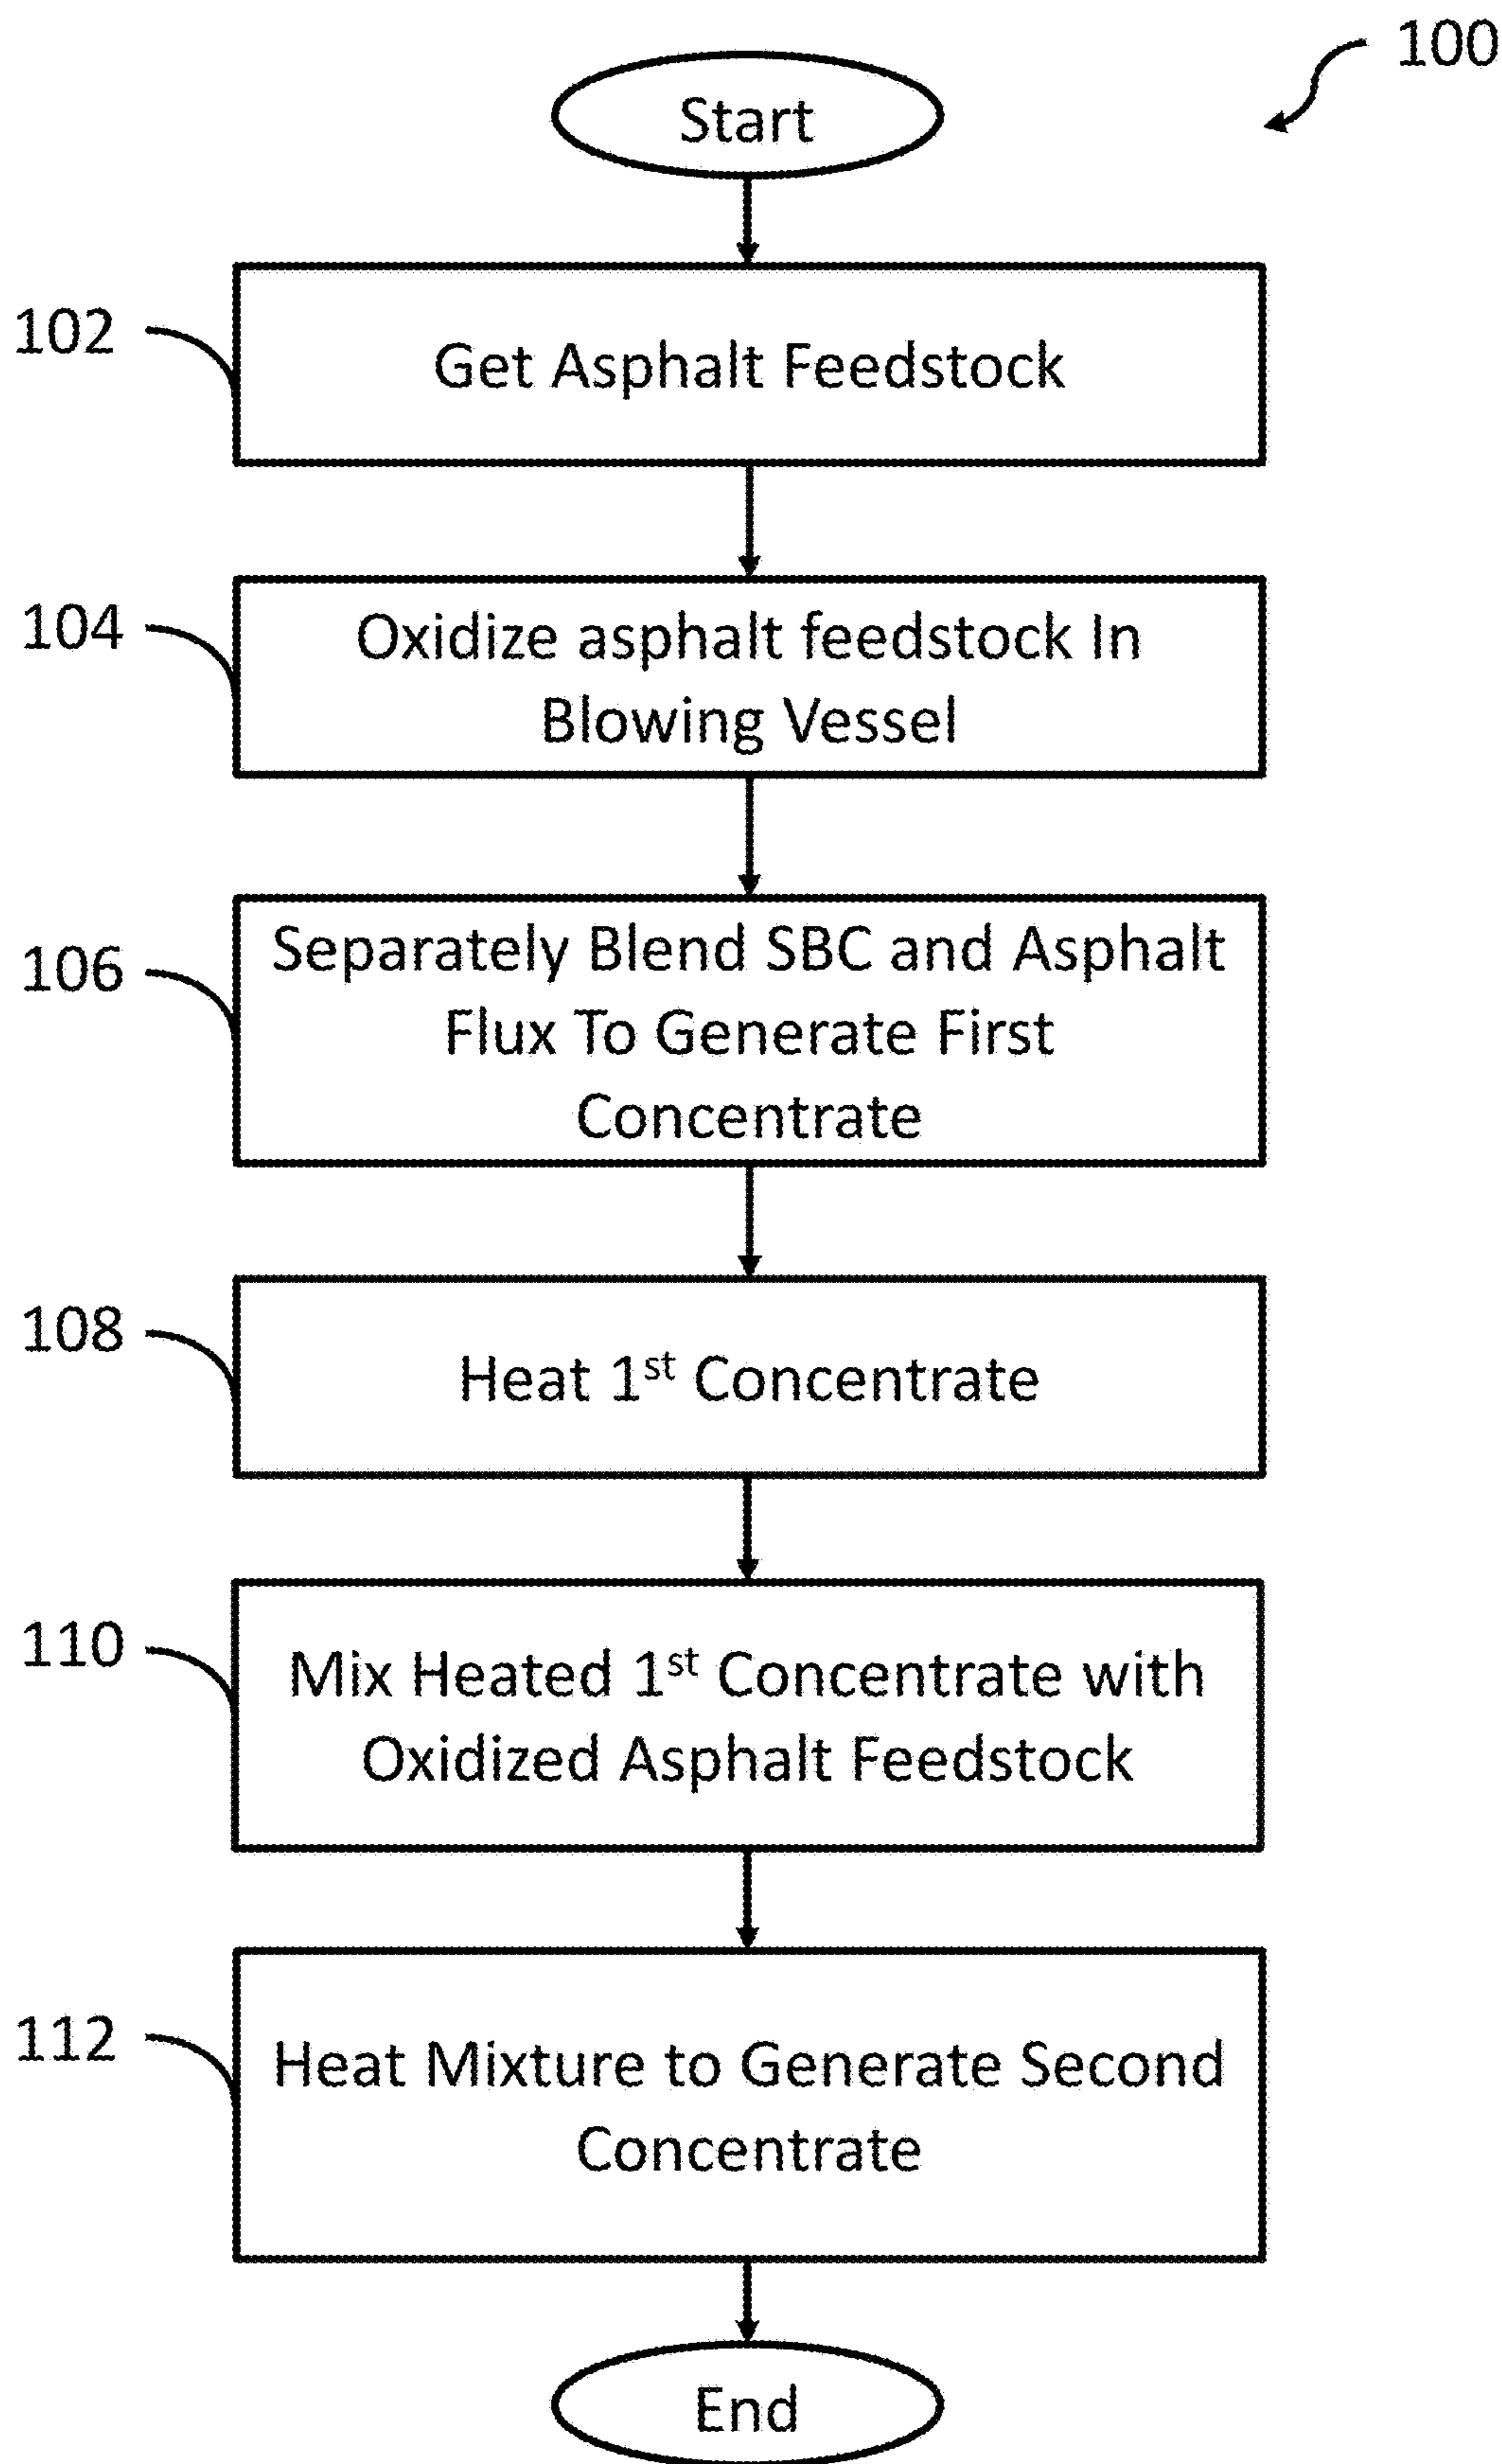 100
Start
102
Get Asphalt Feedstock
104
Oxidize asphalt feedstock In
Blowing Vessel
106
Separately Blend SBC and Asphalt
Flux To Generate First
Concentrate
108
Heat 1st Concentrate
110
Mix Heated 1st Concentrate with
Oxidized Asphalt Feedstock
112
Heat Mixture to Generate Second
Concentrate
End